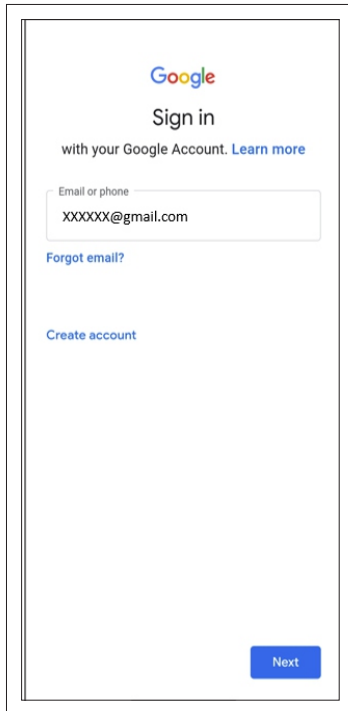 Google
Sign in
with your Google Account. Learn more
Email or phone
XXXXXX@gmail.com
Forgot email?
Create account
Next